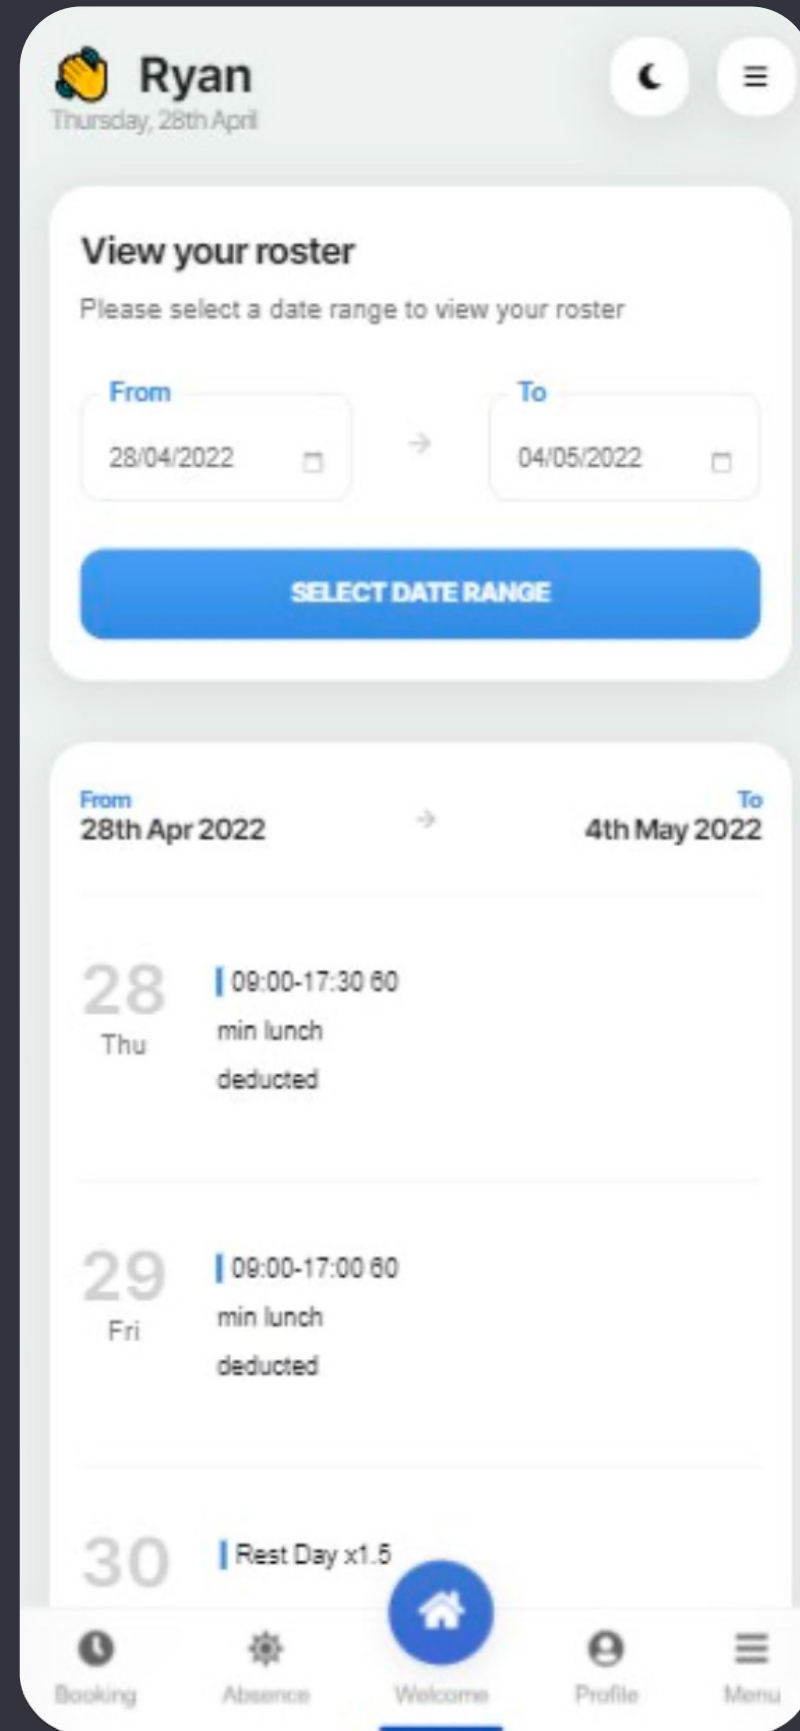 Ryan
Thursday, 28th April
View your roster
Please select a date range to view your roster
From
To
28/04/2022
04/05/2022
SELECT DATE RANGE
From
To
28th Apr 2022
4th May 2022
28
Thu
09:00-17:30 60
min lunch
deducted
29
Fri
09:00-17:00 60
min lunch
deducted
30
Rest Day x1.5
Booking
Absence
Welcome
Profile
Menu